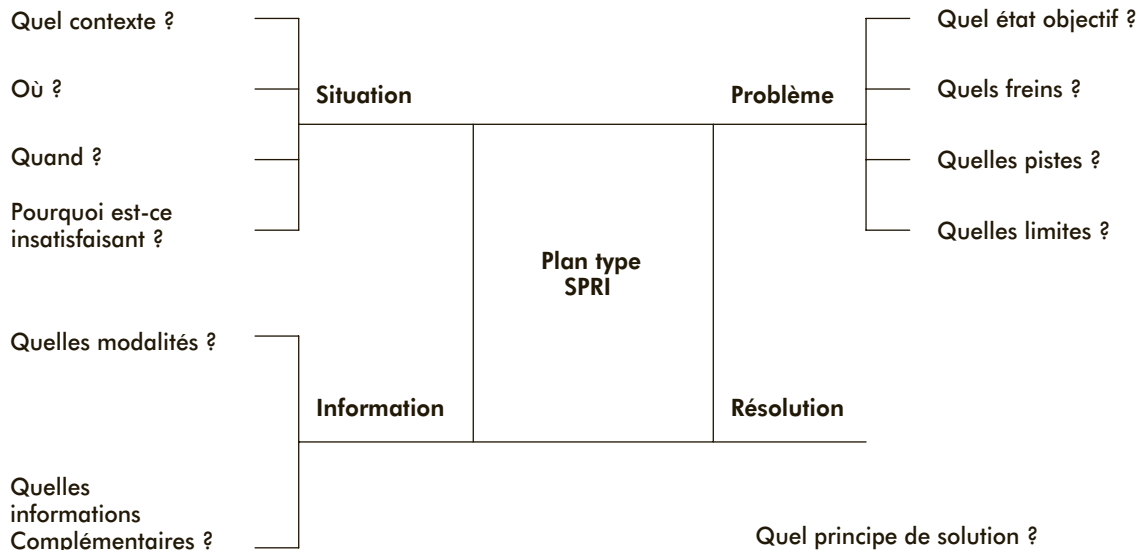 Quel contexte ?
Où ?
Quand ?
Pourquoi est-ce
insatisfaisant ?
Situation
Problème
Quel état objectif ?
Quels freins ?
Quelles pistes ?
Quelles limites ?
Plan type
SPRI
Quelles modalités ?
Information
Quelles
informations
Complémentaires ?
Résolution
Quel principe de solution ?